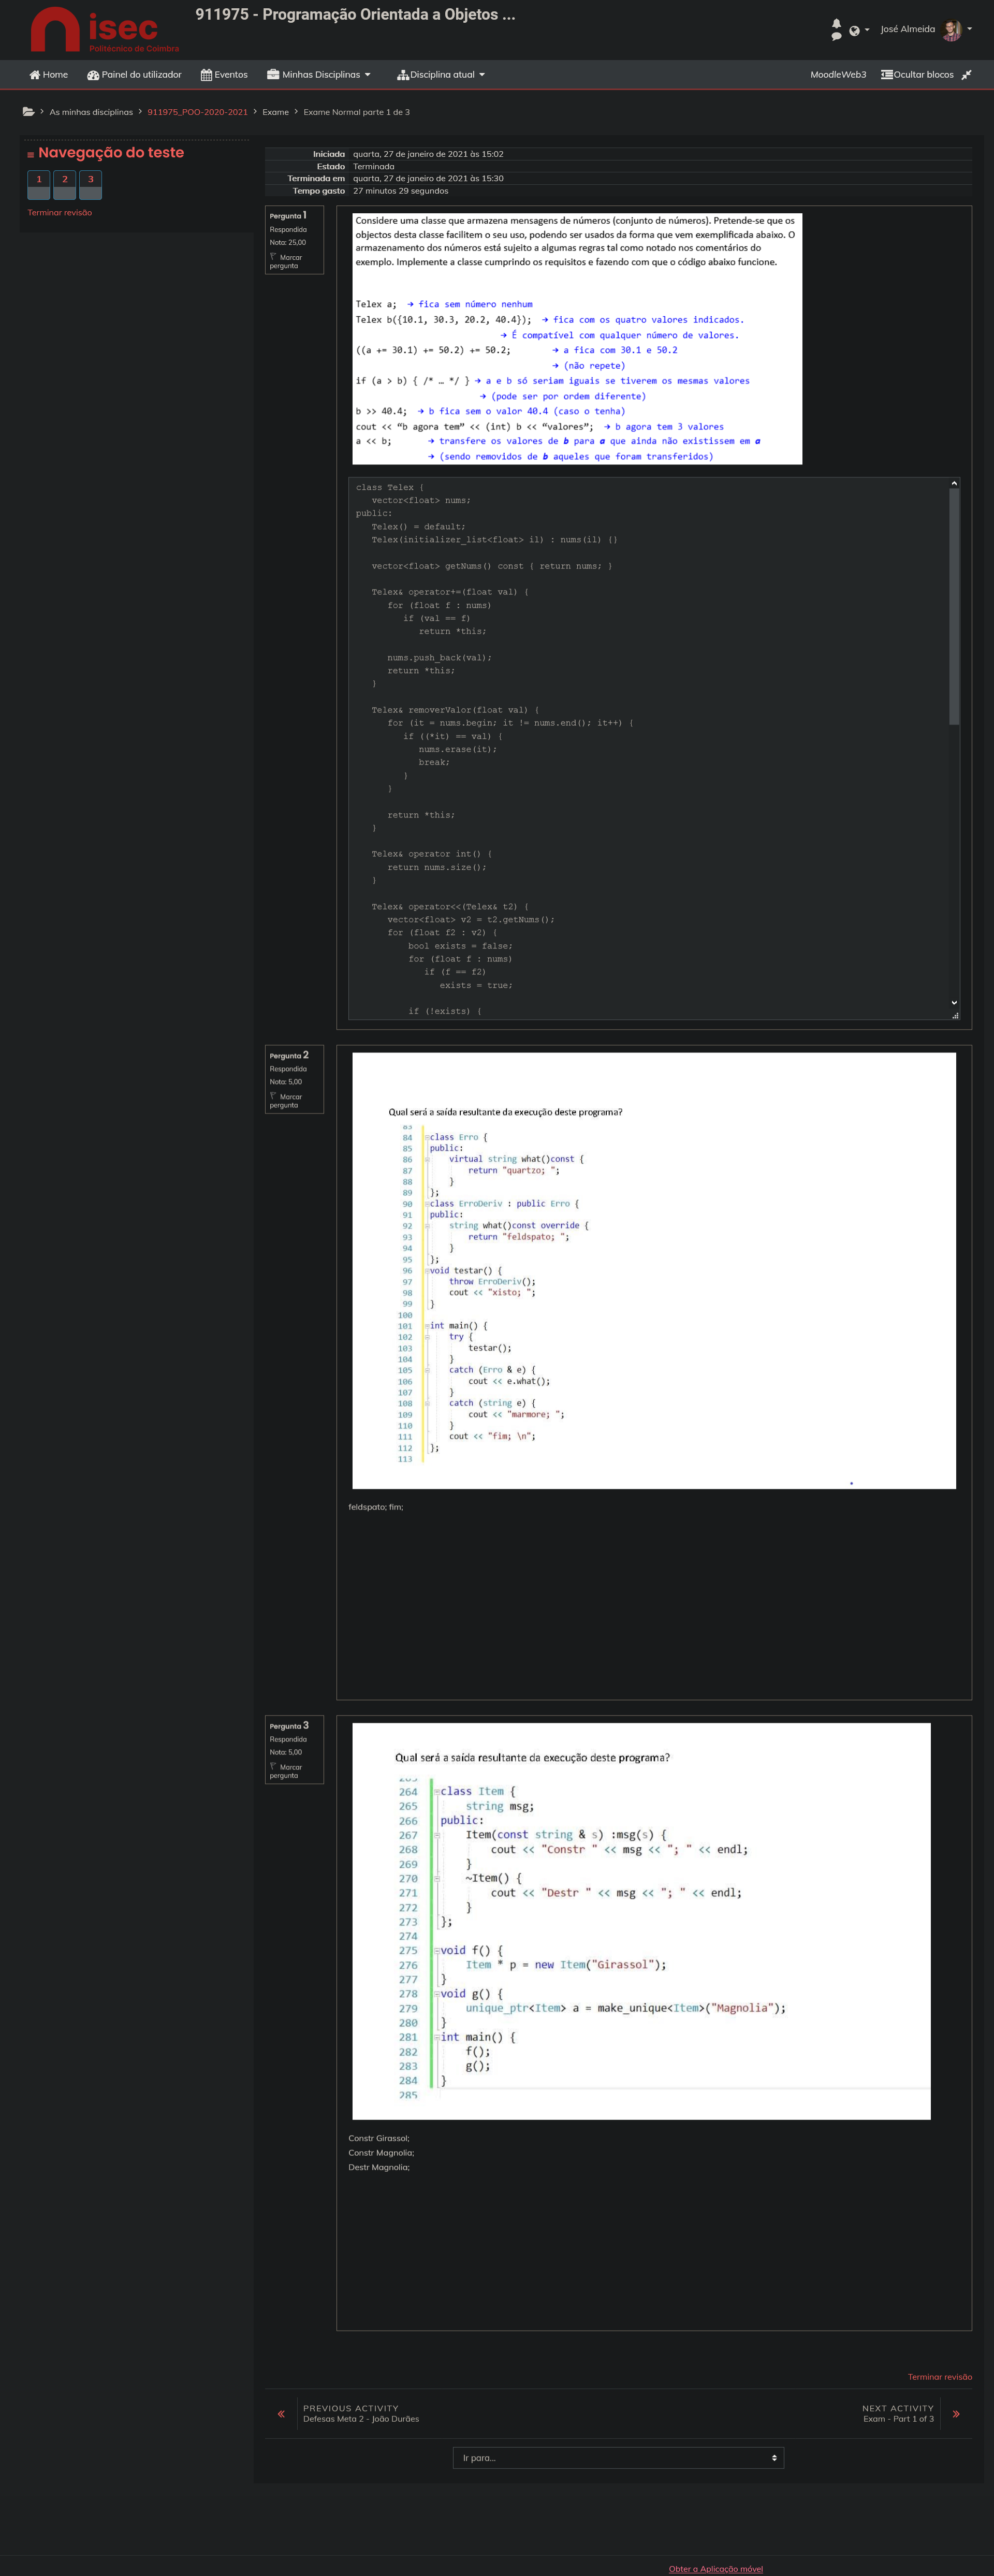 isec
Politécnico de Coimbra
911975 - Programação Orientada a Objetos ...
José Almeida
Home
Painel do utilizador
Eventos
Minhas Disciplinas
Disciplina atual
MoodleWeb3
Ocultar blocos
As minhas disciplinas
911975_POO-2020-2021
Exame
Exame Normal parte 1 de 3
Navegação do teste
1 2 3
Terminar revisão
Iniciada quarta, 27 de janeiro de 2021 às 15:02
Estado Terminada
Terminada em quarta, 27 de janeiro de 2021 às 15:30
Tempo gasto 27 minutos 29 segundos
Pergunta 1
Respondida
Nota: 25,00
Marcar
pergunta
Considere uma classe que armazena mensagens de números (conjunto de números). Pretende-se que os
objectos desta classe facilitem o seu uso, podendo ser usados da forma que vem exemplificada abaixo. O
armazenamento dos números está sujeito a algumas regras tal como notado nos comentários do
exemplo. Implemente a classe cumprindo os requisitos e fazendo com que o código abaixo funcione.
Telex a; → fica sem número nenhum
Telex b({10.1, 30.3, 20.2, 40.4}); → fica com os quatro valores indicados.
→ É compatível com qualquer número de valores.
((a += 30.1) += 50.2) += 50.2; → a fica com 30.1 e 50.2
→ (não repete)
if (a > b) { /* … */ } → a e b só seriam iguais se tiverem os mesmas valores
→ (pode ser por ordem diferente)
b >> 40.4; → b fica sem o valor 40.4 (caso o tenha)
cout << “b agora tem” << (int) b << “valores”; → b agora tem 3 valores
a << b; → transfere os valores de b para a que ainda não existissem em a
→ (sendo removidos de b aqueles que foram transferidos)
class Telex {
vector<float> nums;
public:
Telex() = default;
Telex(initializer_list<float> il) : nums(il) {}
vector<float> getNums() const { return nums; }
Telex& operator+=(float val) {
for (float f : nums)
if (val == f)
return *this;
nums.push_back(val);
return *this;
}
Telex& removerValor(float val) {
for (it = nums.begin; it != nums.end(); it++) {
if ((*it) == val) {
nums.erase(it);
break;
}
}
return *this;
}
Telex& operator int() {
return nums.size();
}
Telex& operator<<(Telex& t2) {
vector<float> v2 = t2.getNums();
for (float f2 : v2) {
bool exists = false;
for (float f : nums)
if (f == f2)
exists = true;
if (!exists) {
Pergunta 2
Respondida
Nota: 5,00
Marcar
pergunta
Qual será a saída resultante da execução deste programa?
83
84 class Erro {
85 public:
86 virtual string what()const {
87 return "quartzo; ";
88 }
89 };
90 class ErroDeriv : public Erro {
91 public:
92 string what()const override {
93 return "feldspato; ";
94 }
95 };
96 void testar() {
97 throw ErroDeriv();
98 cout << "xisto; ";
99 }
100
101 int main() {
102 try {
103 testar();
104 }
105 catch (Erro & e) {
106 cout << e.what();
107 }
108 catch (string e) {
109 cout << "marmore; ";
110 }
111 cout << "fim; \n";
112 };
113
feldspato; fim;
Pergunta 3
Respondida
Nota: 5,00
Marcar
pergunta
Qual será a saída resultante da execução deste programa?
263
264 class Item {
265 string msg;
266 public:
267 Item(const string & s) :msg(s) {
268 cout << "Constr " << msg << "; " << endl;
269 }
270 ~Item() {
271 cout << "Destr " << msg << "; " << endl;
272 }
273 };
274
275 void f() {
276 Item * p = new Item("Girassol");
277 }
278 void g() {
279 unique_ptr<Item> a = make_unique<Item>("Magnolia");
280 }
281 int main() {
282 f();
283 g();
284 }
285
Constr Girassol;
Constr Magnolia;
Destr Magnolia;
Terminar revisão
PREVIOUS ACTIVITY
Defesas Meta 2 - João Durães
NEXT ACTIVITY
Exam - Part 1 of 3
Ir para...
Obter a Aplicação móvel